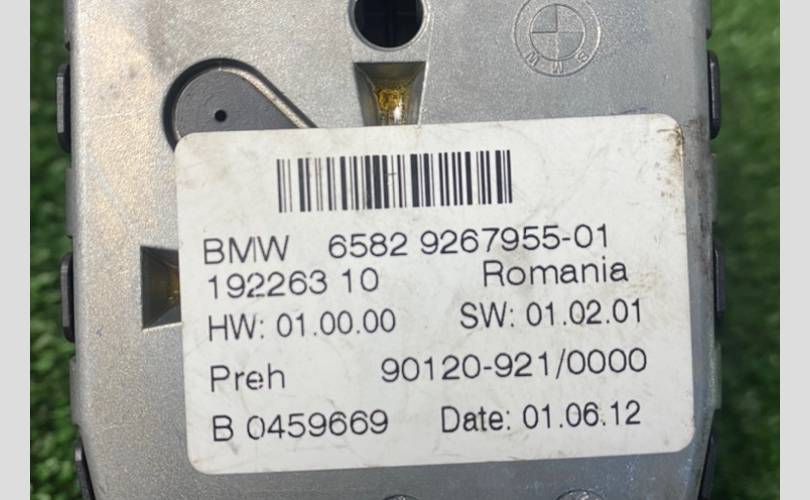 BMW
BMW 6582 9267955-01
192263 10 Romania
HW: 01.00.00 SW: 01.02.01
Preh 90120-921/0000
B 0459669 Date: 01.06.12